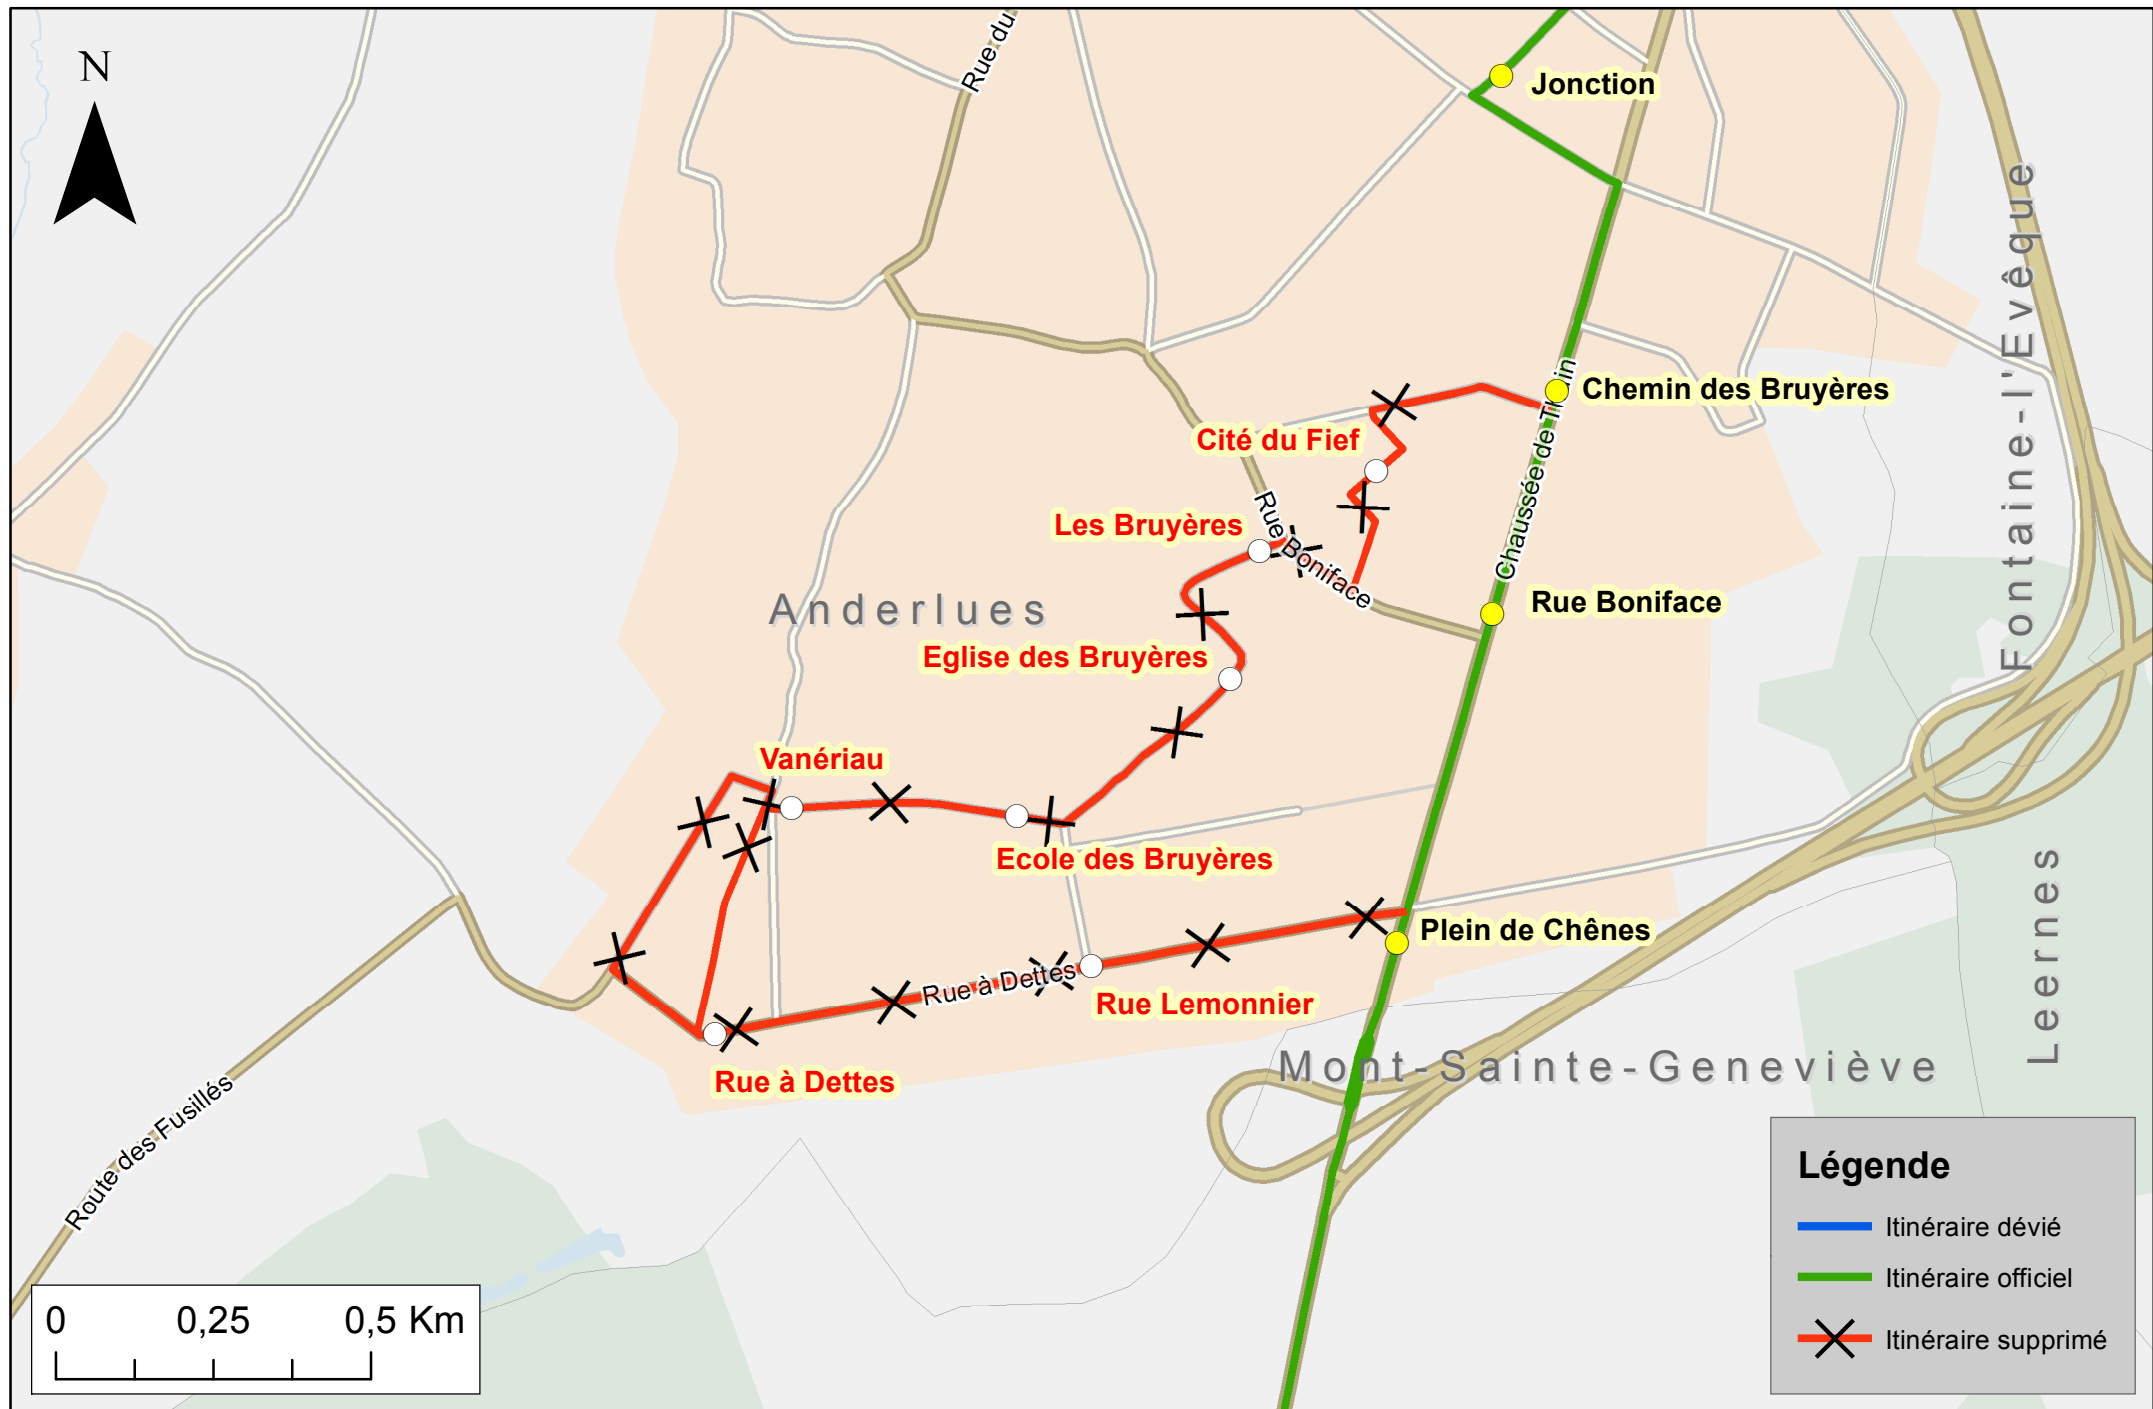 N
Rue du
Jonction
Fontaine-l'Evêque
Chaussée de Thuin
Chemin des Bruyères
Cité du Fief
Les Bruyères
Rue Boniface
Anderlues
Rue Boniface
Eglise des Bruyères
Vanériau
Ecole des Bruyères
Leernes
Plein de Chênes
Rue à Dettes
Rue Lemonnier
Rue à Dettes
Mont-Sainte-Geneviève
Route des Fusillés
Légende
Itinéraire dévié
Itinéraire officiel
Itinéraire supprimé
0 0,25 0,5 Km